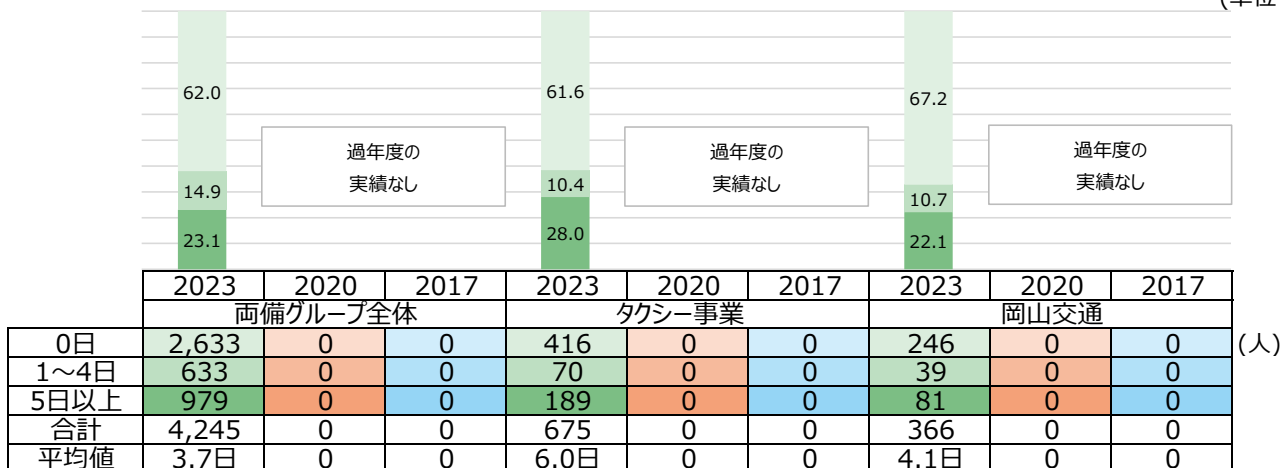 (単位
62.0 61.6 67.2
過年度の 過年度の 過年度の
実績なし 実績なし 実績なし
14.9 10.4 10.7
23.1 28.0 22.1
2023 2020 2017 2023 2020 2017 2023 2020 2017
両備グループ全体 タクシー事業 岡山交通
0日 2,633 0 0 416 0 0 246 0 0 (人)
1～4日 633 0 0 70 0 0 39 0 0
5日以上 979 0 0 189 0 0 81 0 0
合計 4,245 0 0 675 0 0 366 0 0
平均値 3.7日 0 0 6.0日 0 0 4.1日 0 0